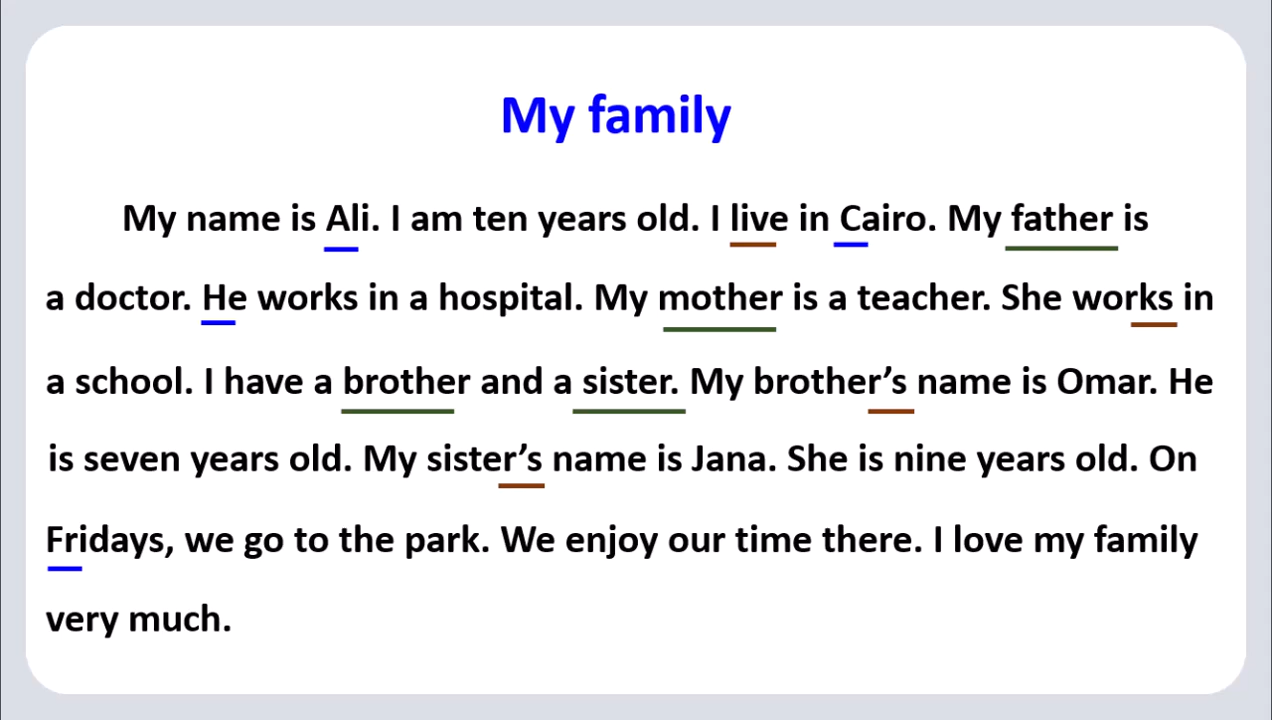 My family
My name is Ali. I am ten years old. I live in Cairo. My father is
a doctor. He works in a hospital. My mother is a teacher. She works in
a school. I have a brother and a sister. My brother’s name is Omar. He
is seven years old. My sister’s name is Jana. She is nine years old. On
Fridays, we go to the park. We enjoy our time there. I love my family
very much.